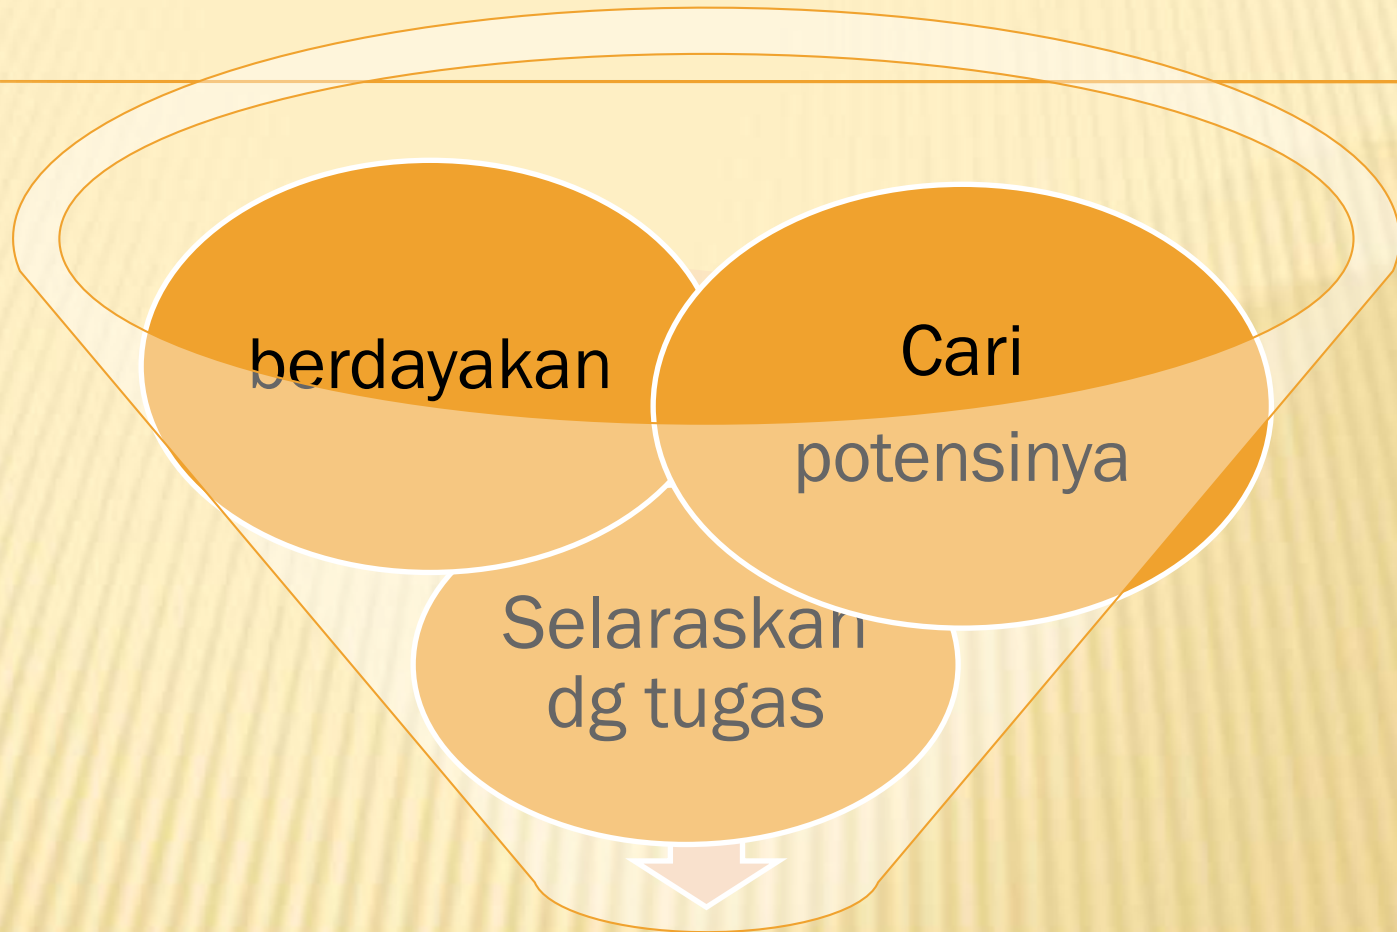 berdayakan
Cari
potensinya
Selaraskan
dg tugas